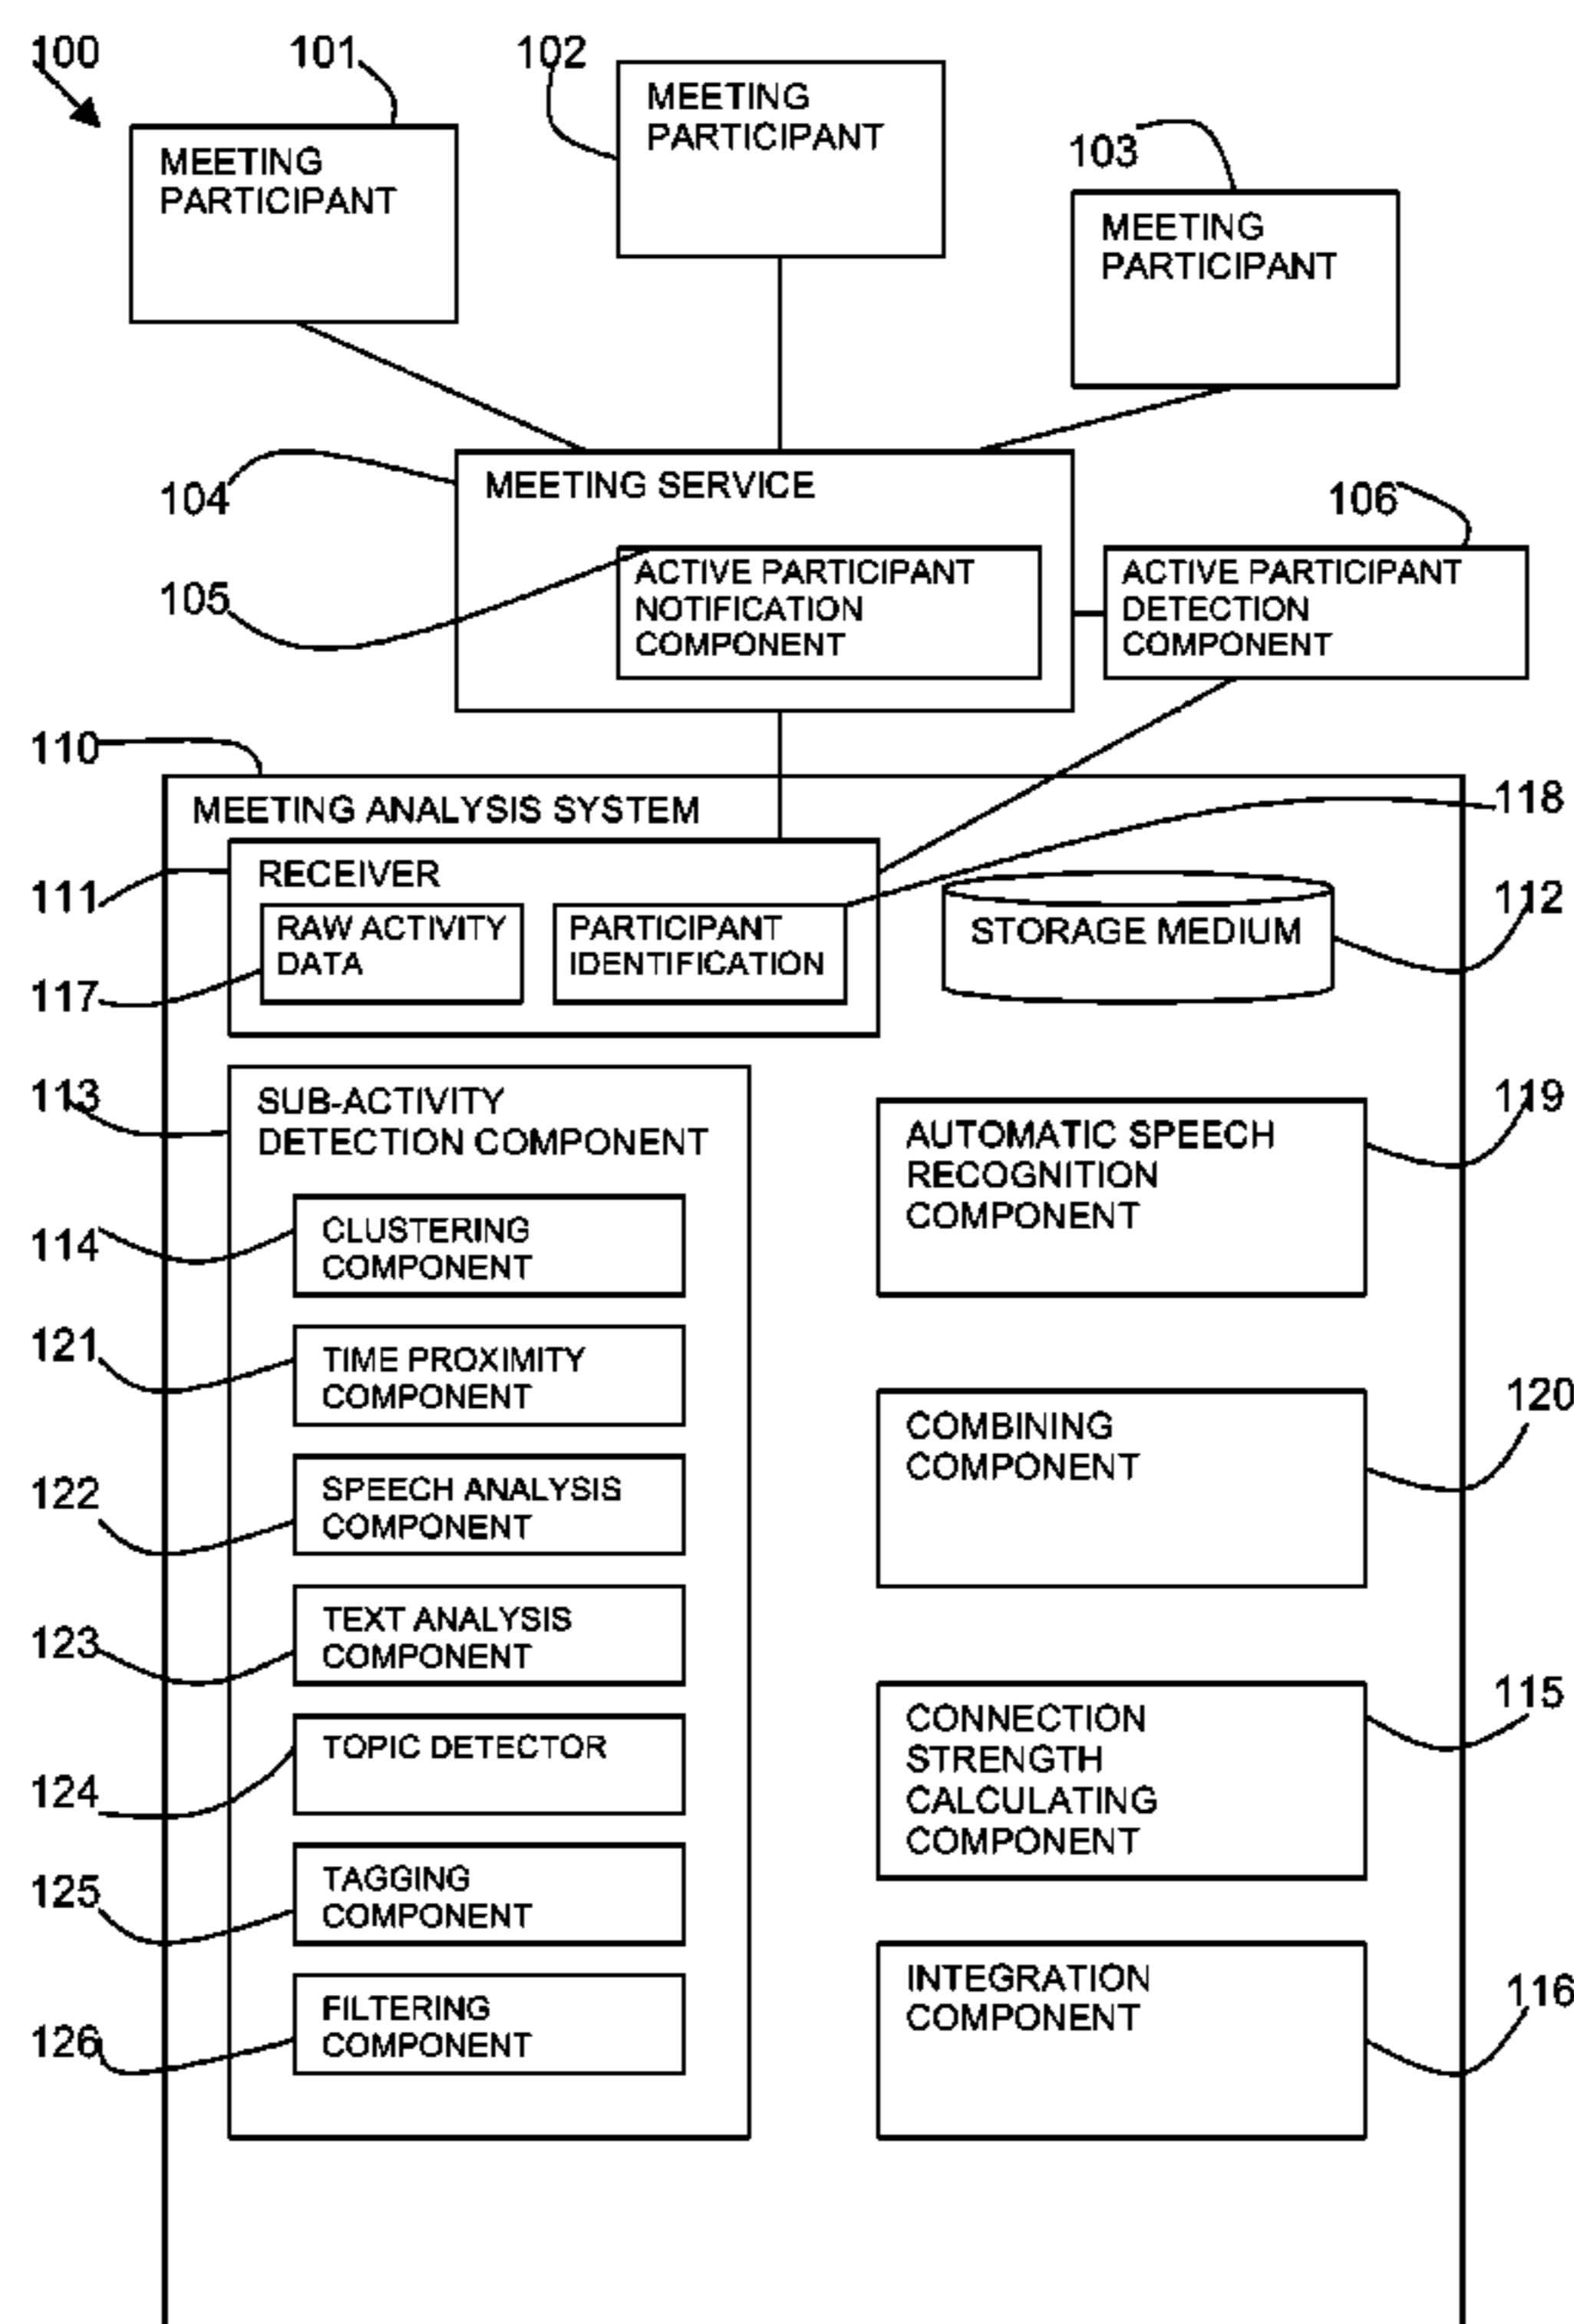 100
101
102
MEETING
PARTICIPANT
MEETING
PARTICIPANT
103
MEETING
PARTICIPANT
104
MEETING SERVICE
106
105
ACTIVE PARTICIPANT
NOTIFICATION
COMPONENT
ACTIVE PARTICIPANT
DETECTION
COMPONENT
110
MEETING ANALYSIS SYSTEM
118
111
RECEIVER
112
RAW ACTIVITY
DATA
PARTICIPANT
IDENTIFICATION
STORAGE MEDIUM
117
113
SUB-ACTIVITY
DETECTION COMPONENT
119
AUTOMATIC SPEECH
RECOGNITION
COMPONENT
114
CLUSTERING
COMPONENT
121
TIME PROXIMITY
COMPONENT
120
COMBINING
COMPONENT
122
SPEECH ANALYSIS
COMPONENT
123
TEXT ANALYSIS
COMPONENT
115
CONNECTION
STRENGTH
CALCULATING
COMPONENT
124
TOPIC DETECTOR
125
TAGGING
COMPONENT
116
INTEGRATION
COMPONENT
126
FILTERING
COMPONENT